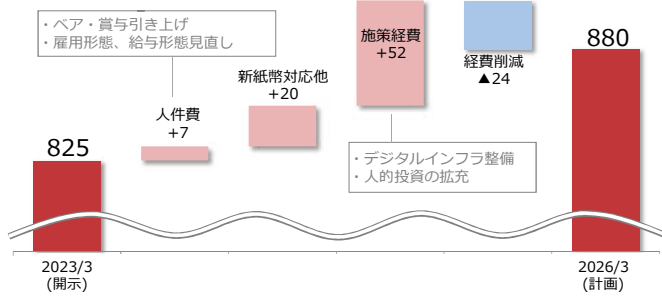 ・ベア・賞与引き上げ
・雇用形態、給与形態見直し
825
人件費
+7
新紙幣対応他
+20
施策経費
+52
・デジタルインフラ整備
・人的投資の拡充
経費削減
▲24
880
2023/3
(開示)
2026/3
(計画)